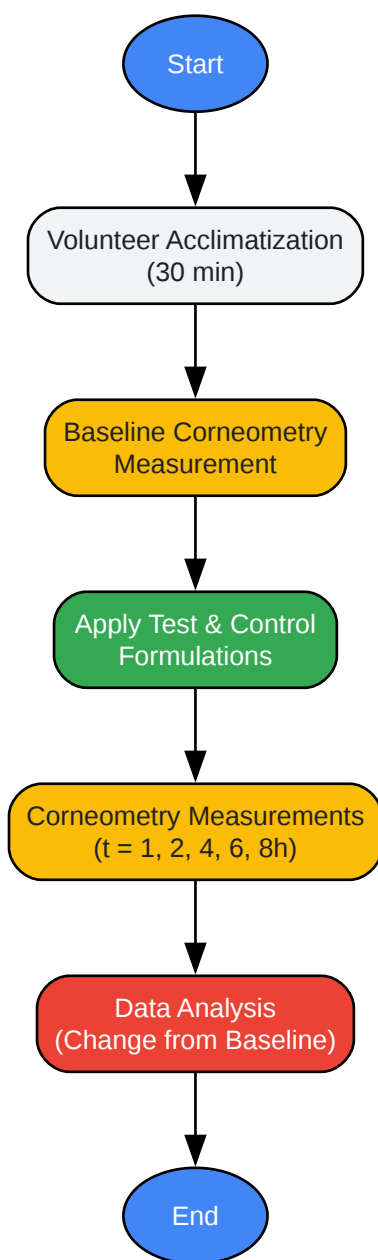 Start
Volunteer Acclimatization
(30 min)
Baseline Corneometry
Measurement
Apply Test & Control
Formulations
Corneometry Measurements
(t = 1, 2, 4, 6, 8h)
Data Analysis
(Change from Baseline)
End